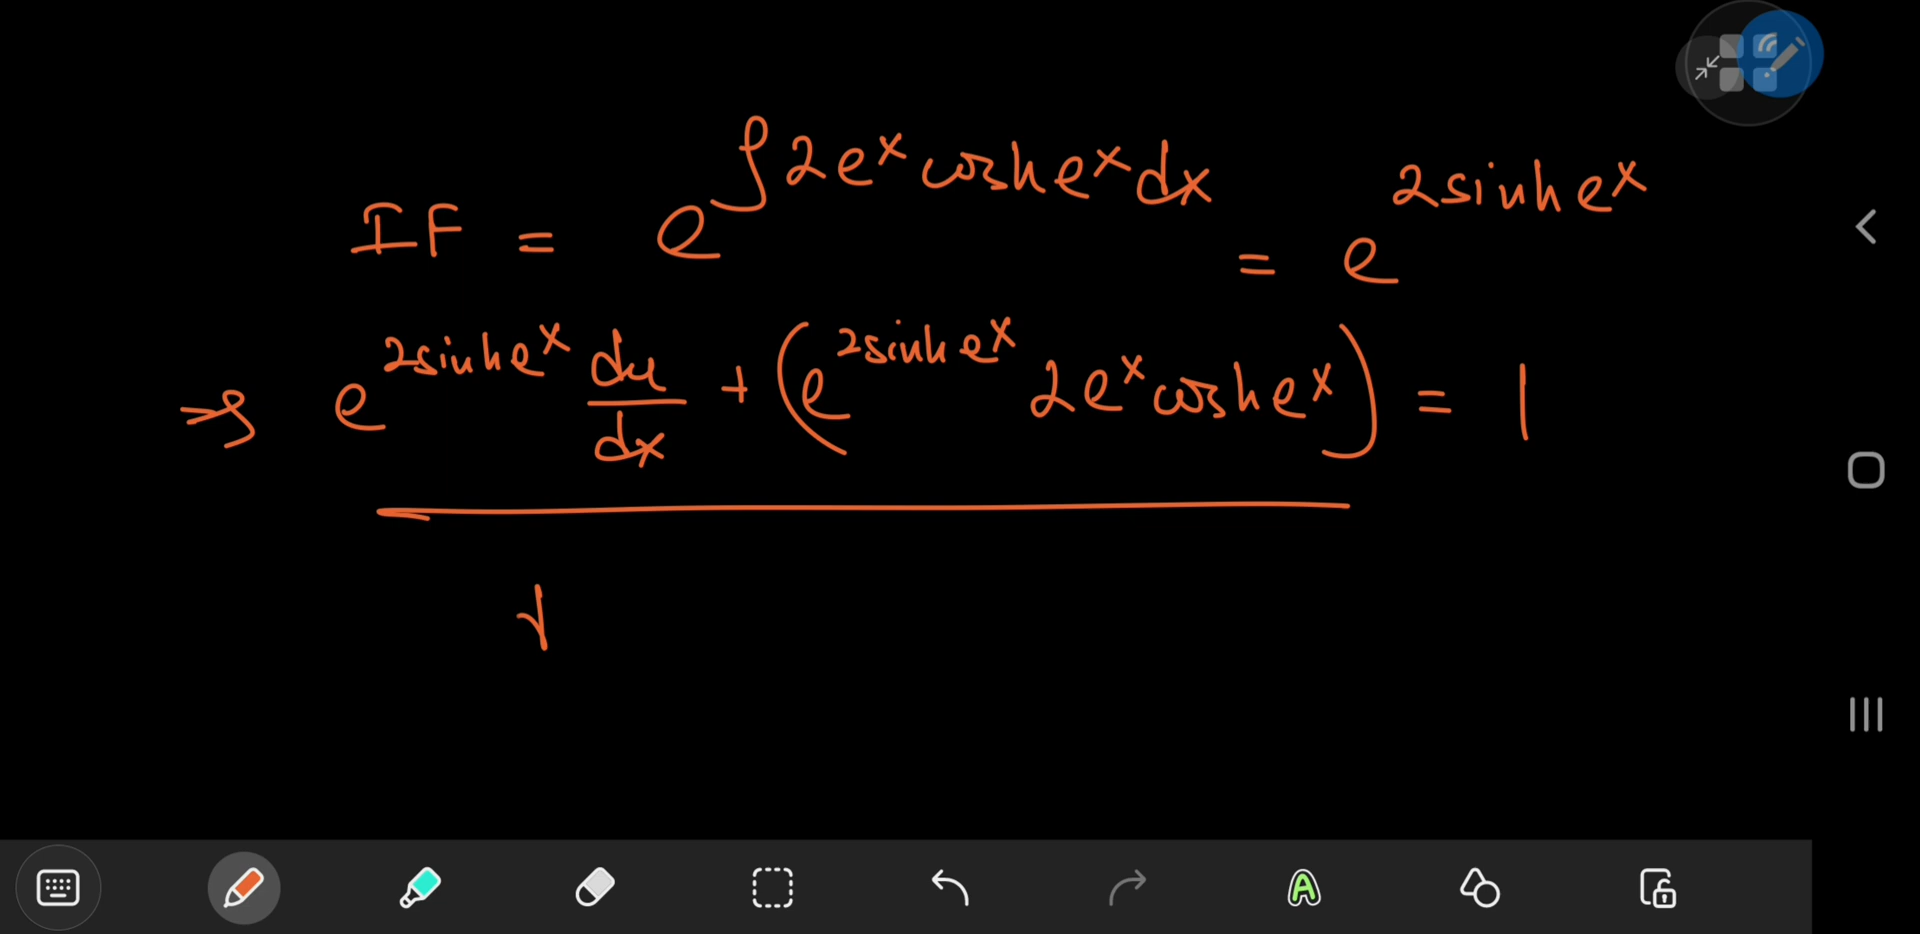 IF = e^{∫2e^x cosh e^x dx} = e^{2sinh e^x}
⇒ e^{2sinh e^x} du/dx + (e^{2sinh e^x} 2e^x cosh e^x) = 1